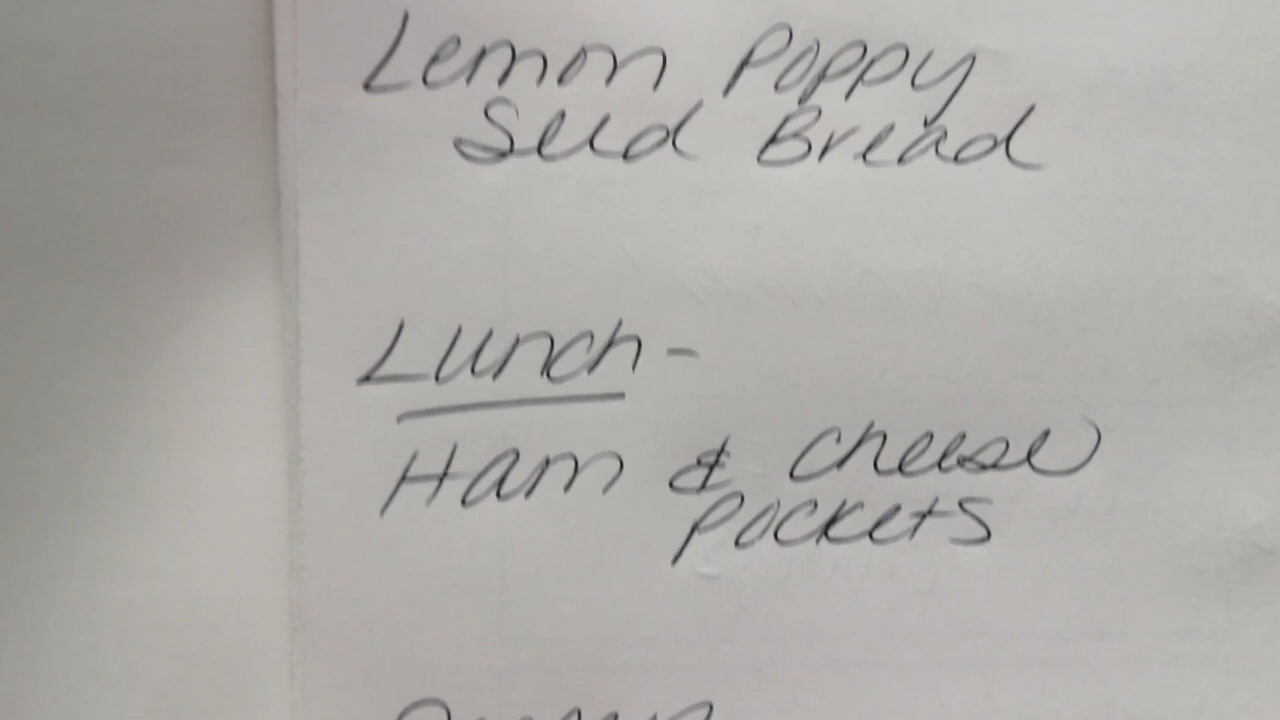 Lemon Poppy
Seed Bread
Lunch -
Ham & Cheese
Pockets